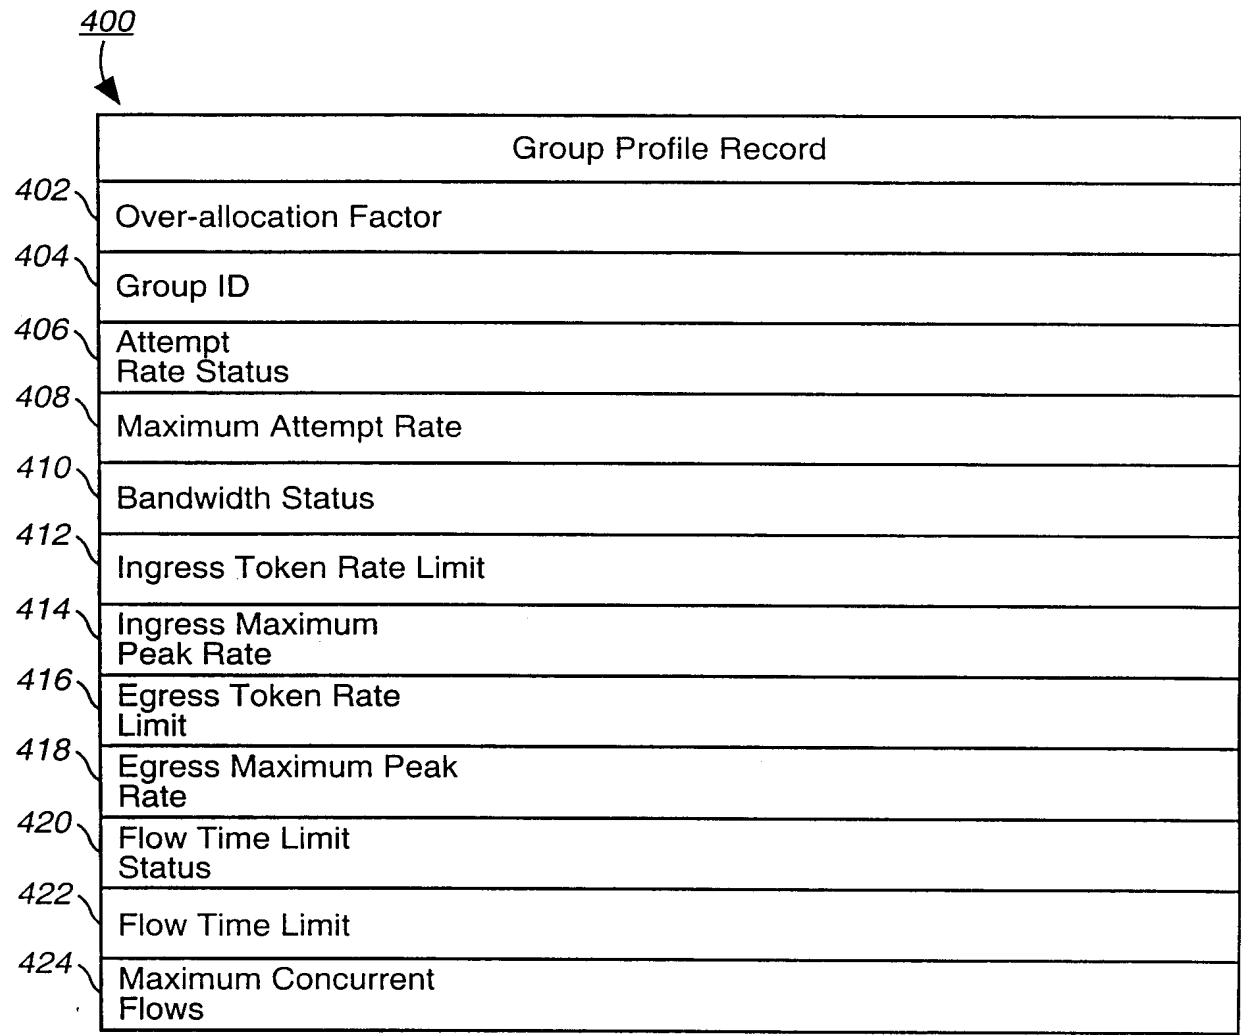 400
Group Profile Record
402
Over-allocation Factor
404
Group ID
406
Attempt
Rate Status
408
Maximum Attempt Rate
410
Bandwidth Status
412
Ingress Token Rate Limit
414
Ingress Maximum
Peak Rate
416
Egress Token Rate
Limit
418
Egress Maximum Peak
Rate
420
Flow Time Limit
Status
422
Flow Time Limit
424
Maximum Concurrent
Flows